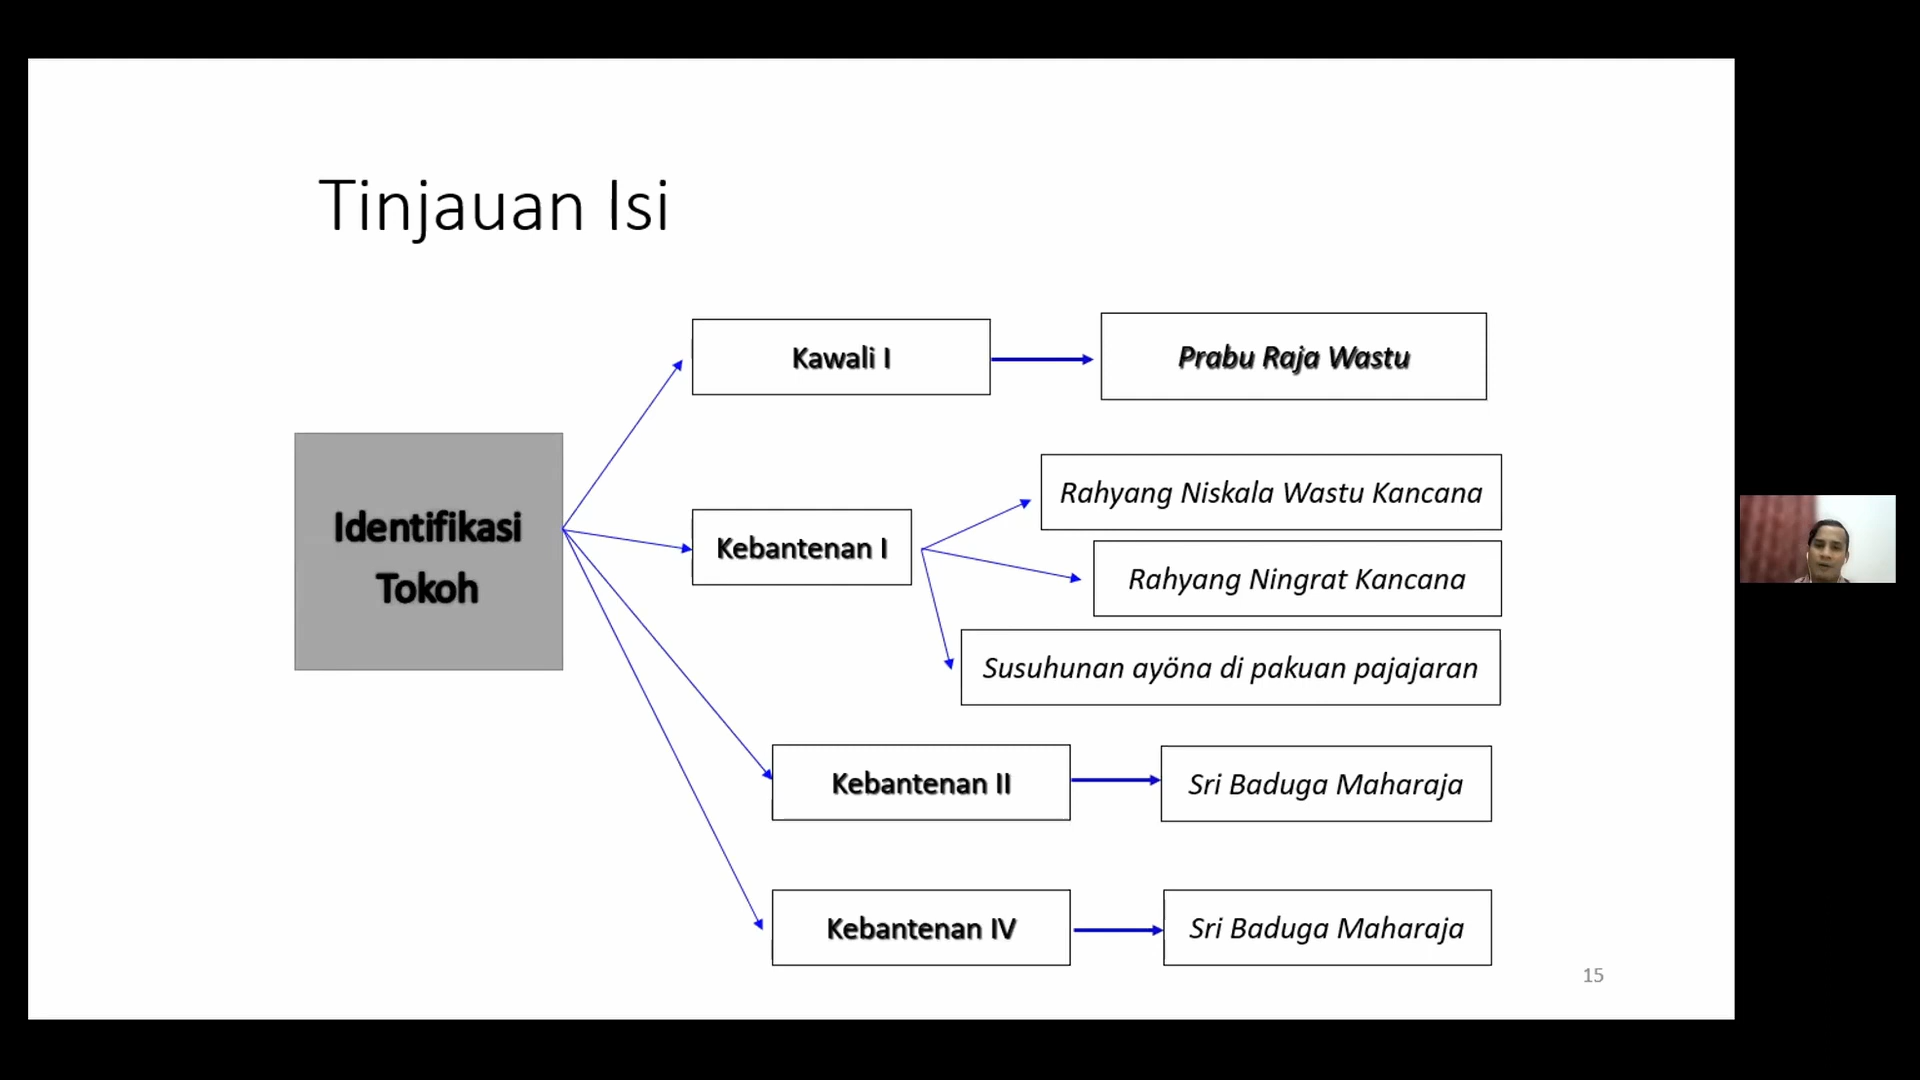 Tinjauan Isi
Identifikasi
Tokoh
Kawali I
Prabu Raja Wastu
Kebantenan I
Rahyang Niskala Wastu Kancana
Rahyang Ningrat Kancana
Susuhunan ayöna di pakuan pajajaran
Kebantenan II
Sri Baduga Maharaja
Kebantenan IV
Sri Baduga Maharaja
15